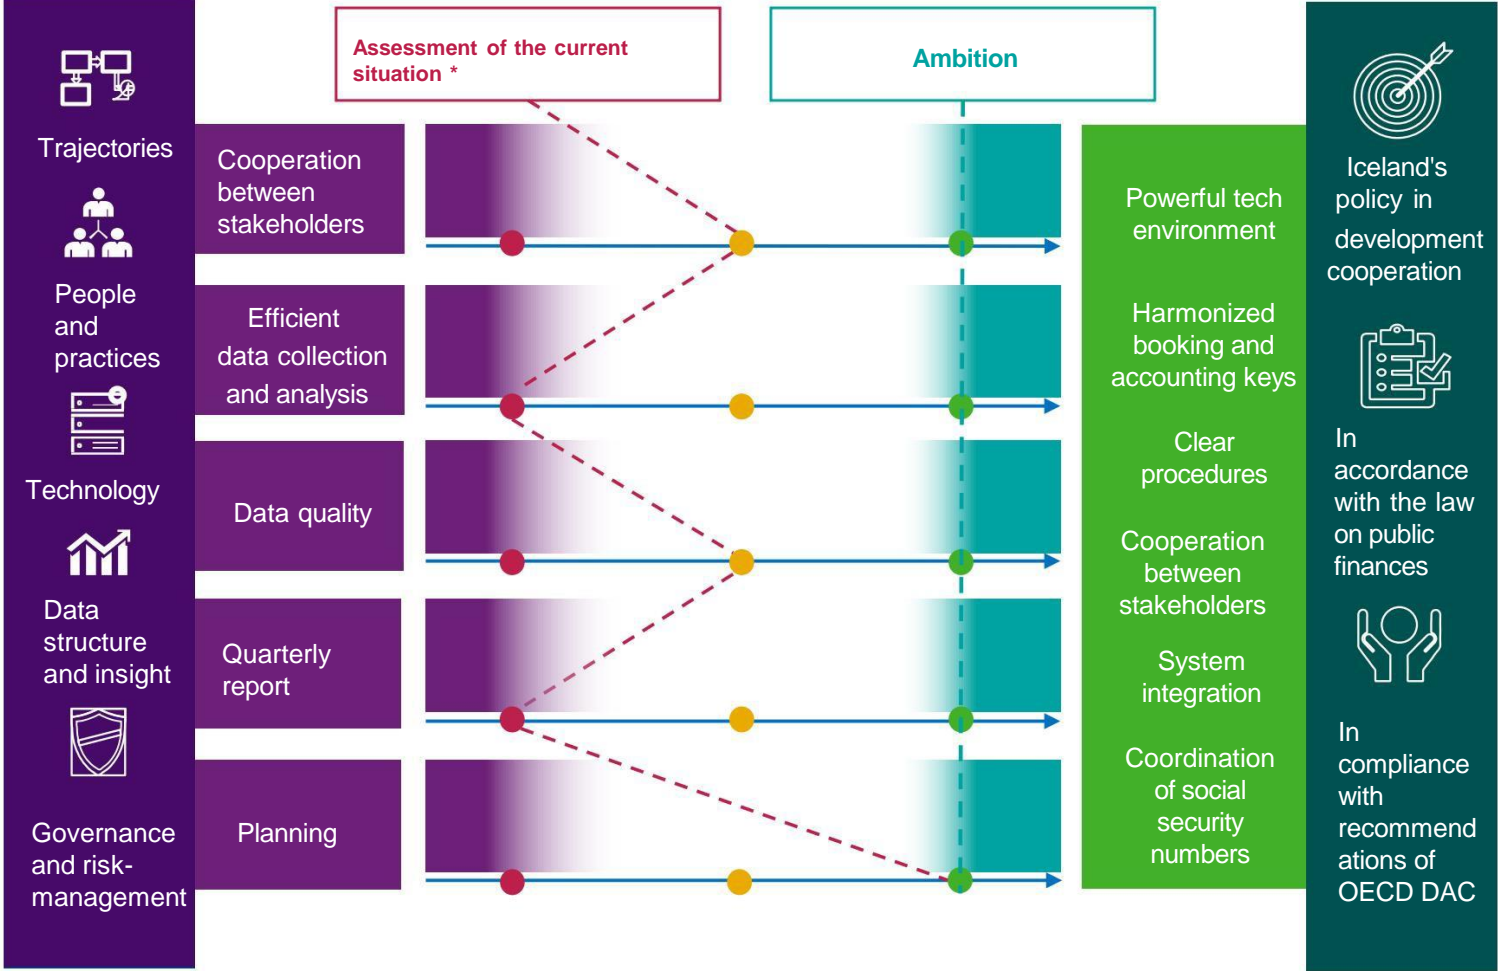 Assessment of the current
situation *
Ambition
Trajectories
People
and
practices
Technology
Data
structure
and insight
Governance
and risk-
management
Cooperation
between
stakeholders
Efficient
data collection
and analysis
Data quality
Quarterly
report
Planning
Powerful tech
environment
Harmonized
booking and
accounting keys
Clear
procedures
Cooperation
between
stakeholders
System
integration
Coordination
of social
security
numbers
Iceland's
policy in
development
cooperation
In
accordance
with the law
on public
finances
In
compliance
with
recommend
ations of
OECD DAC